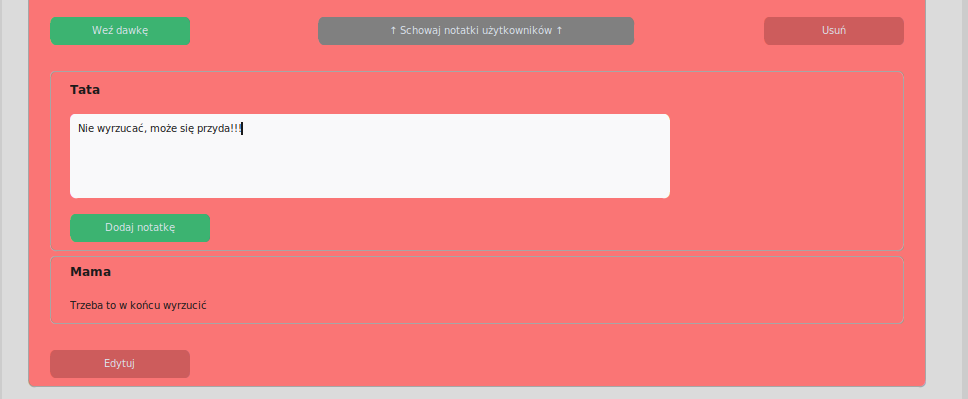 Weź dawkę
↑ Schowaj notatki użytkowników ↑
Usuń
Tata
Nie wyrzucać, może się przyda!!!
Dodaj notatkę
Mama
Trzeba to w końcu wyrzucić
Edytuj